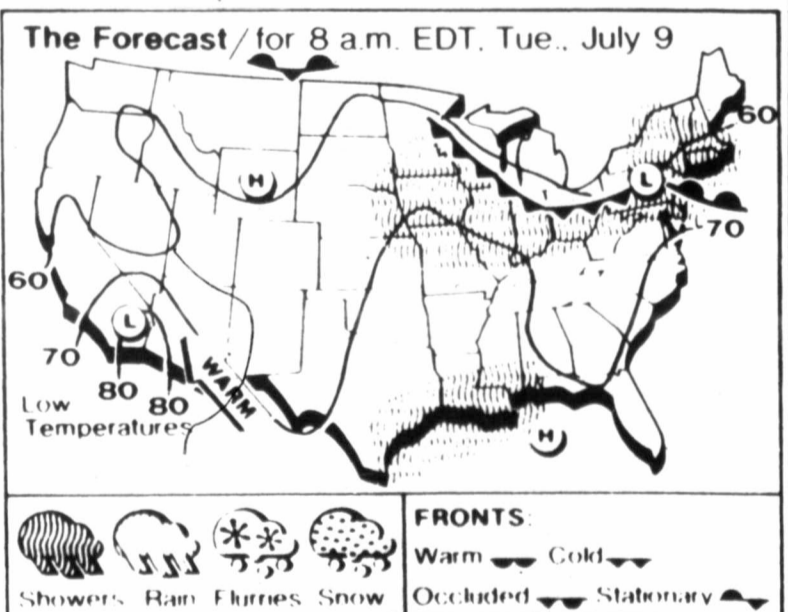 The Forecast / for 8 a.m. EDT, Tue., July 9
60
H
L
70
60
L
70
80
80
WARM
Low
Temperatures
H
Showers Rain Flurries Snow
FRONTS:
Warm Cold
Occluded Stationary